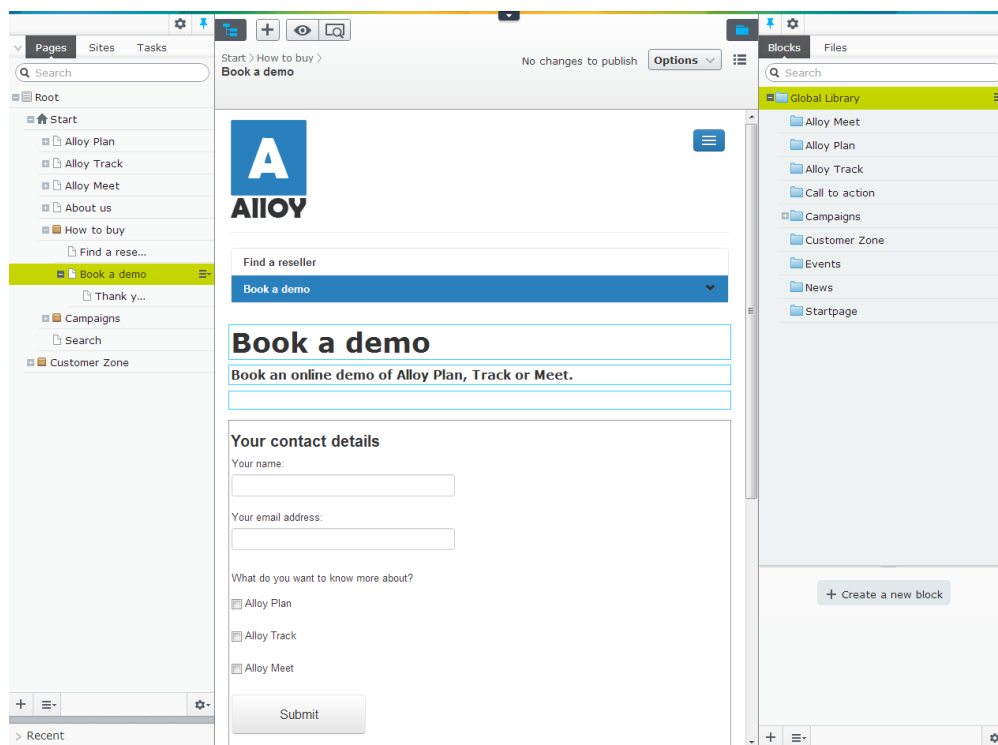 Pages Sites Tasks
Search
Root
Start
Alloy Plan
Alloy Track
Alloy Meet
About us
How to buy
Find a rese...
Book a demo
Thank y...
Campaigns
Search
Customer Zone
Recent
Start > How to buy >
Book a demo
No changes to publish
Options
A
AllOY
Find a reseller
Book a demo
Book a demo
Book an online demo of Alloy Plan, Track or Meet.
Your contact details
Your name:
Your email address:
What do you want to know more about?
Alloy Plan
Alloy Track
Alloy Meet
Submit
Blocks Files
Search
Global Library
Alloy Meet
Alloy Plan
Alloy Track
Call to action
Campaigns
Customer Zone
Events
News
Startpage
+ Create a new block